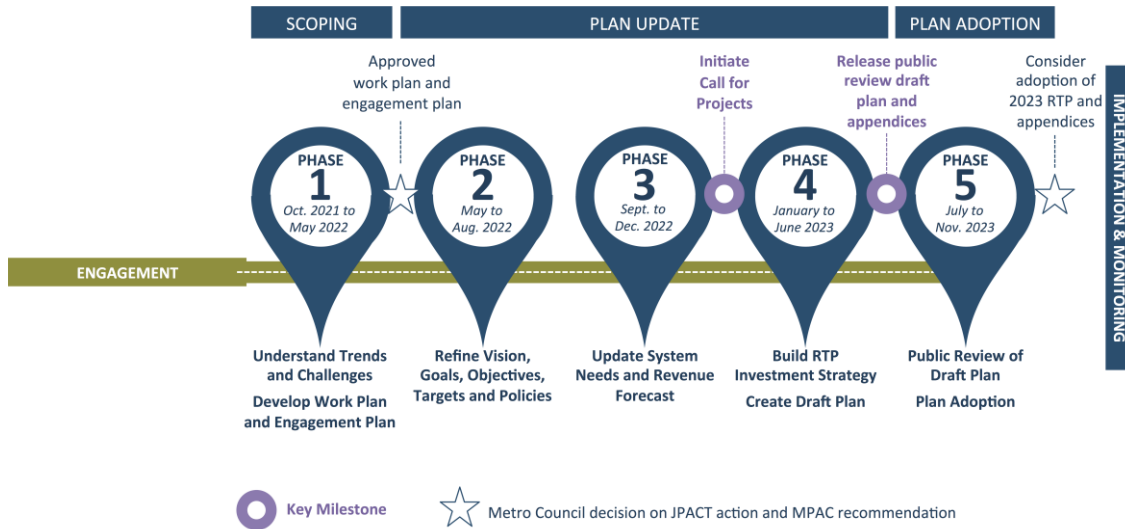 SCOPING
PLAN UPDATE
PLAN ADOPTION
Approved
work plan and
engagement plan
Initiate
Call for
Projects
Release public
review draft
plan and
appendices
Consider
adoption of
2023 RTP and
appendices
PHASE
1
Oct. 2021 to
May 2022
PHASE
2
May to
Aug. 2022
PHASE
3
Sept. to
Dec. 2022
PHASE
4
January to
June 2023
PHASE
5
July to
Nov. 2023
IMPLEMENTATION & MONITORING
ENGAGEMENT
Understand Trends
and Challenges
Develop Work Plan
and Engagement Plan
Refine Vision,
Goals, Objectives,
Targets and Policies
Update System
Needs and Revenue
Forecast
Build RTP
Investment Strategy
Create Draft Plan
Public Review of
Draft Plan
Plan Adoption
Key Milestone
Metro Council decision on JPACT action and MPAC recommendation